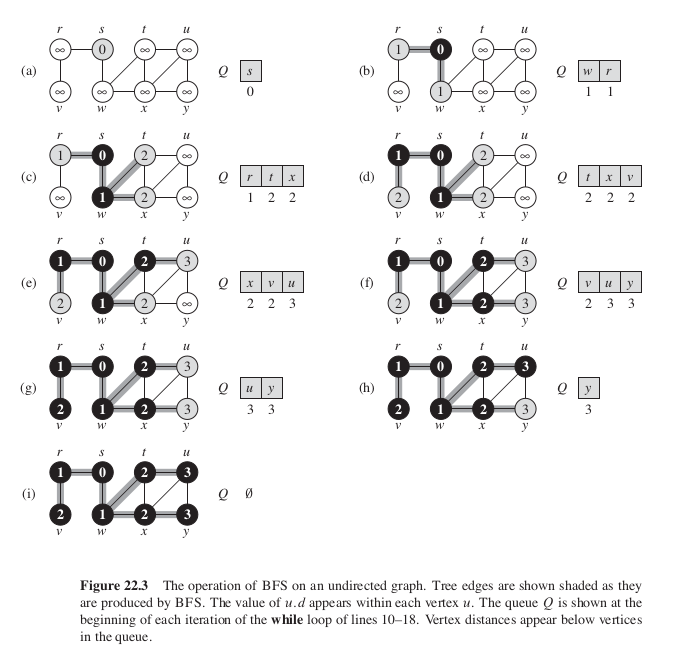 r s t u r s t u
∞ 0 ∞ ∞ 1 0 ∞ ∞
(a) Q s (b) Q w r
∞ ∞ ∞ ∞ 0 ∞ 1 ∞ ∞ 1 1
v w x y v w x y
r s t u r s t u
1 0 2 ∞ 1 0 2 ∞
(c) Q r t x (d) Q t x v
∞ 1 2 ∞ 1 2 2 2 1 2 ∞ 2 2 2
v w x y v w x y
r s t u r s t u
1 0 2 3 1 0 2 3
(e) Q x v u (f) Q v u y
2 1 2 ∞ 2 2 3 2 1 2 3 2 3 3
v w x y v w x y
r s t u r s t u
1 0 2 3 1 0 2 3
(g) Q u y (h) Q y
2 1 2 3 3 3 2 1 2 3 3
v w x y v w x y
r s t u
1 0 2 3
(i) Q ∅
2 1 2 3
v w x y
Figure 22.3 The operation of BFS on an undirected graph. Tree edges are shown shaded as they
are produced by BFS. The value of u.d appears within each vertex u. The queue Q is shown at the
beginning of each iteration of the while loop of lines 10–18. Vertex distances appear below vertices
in the queue.